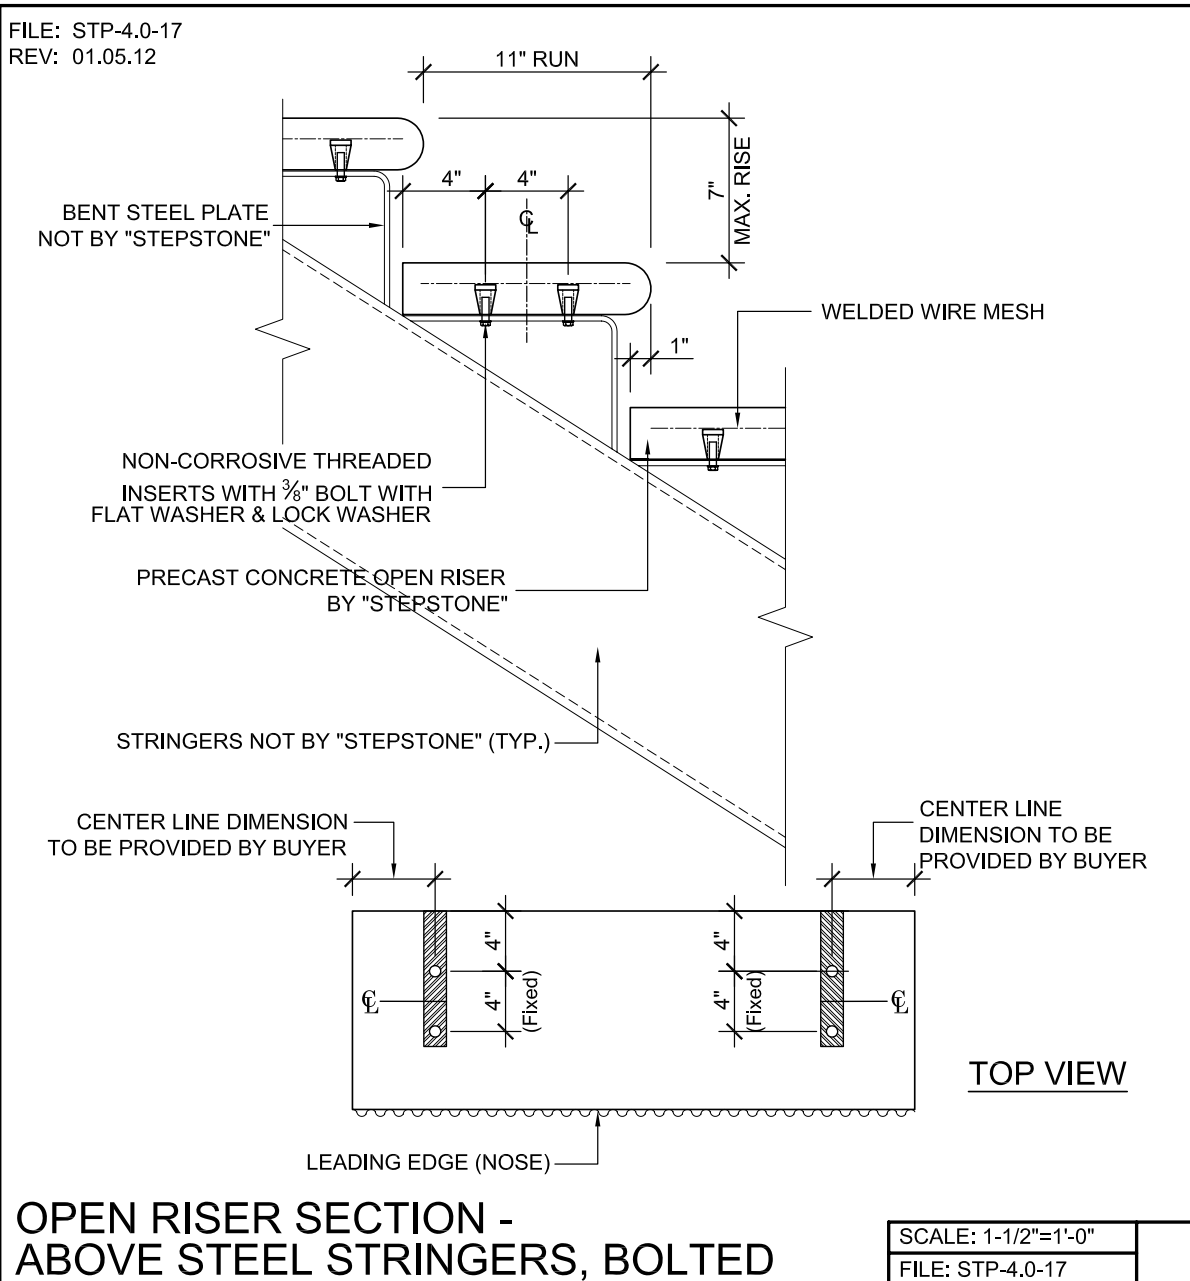 FILE: STP-4.0-17
REV: 01.05.12
11" RUN
7"
MAX. RISE
4"
4"
℄
BENT STEEL PLATE
NOT BY "STEPSTONE"
WELDED WIRE MESH
1"
NON-CORROSIVE THREADED
INSERTS WITH ⅜" BOLT WITH
FLAT WASHER & LOCK WASHER
PRECAST CONCRETE OPEN RISER
BY "STEPSTONE"
STRINGERS NOT BY "STEPSTONE" (TYP.)
CENTER LINE DIMENSION
TO BE PROVIDED BY BUYER
CENTER LINE
DIMENSION TO BE
PROVIDED BY BUYER
4"
4"
(Fixed)
4"
4"
(Fixed)
℄
℄
TOP VIEW
LEADING EDGE (NOSE)
OPEN RISER SECTION -
ABOVE STEEL STRINGERS, BOLTED
SCALE: 1-1/2"=1'-0"
FILE: STP-4.0-17